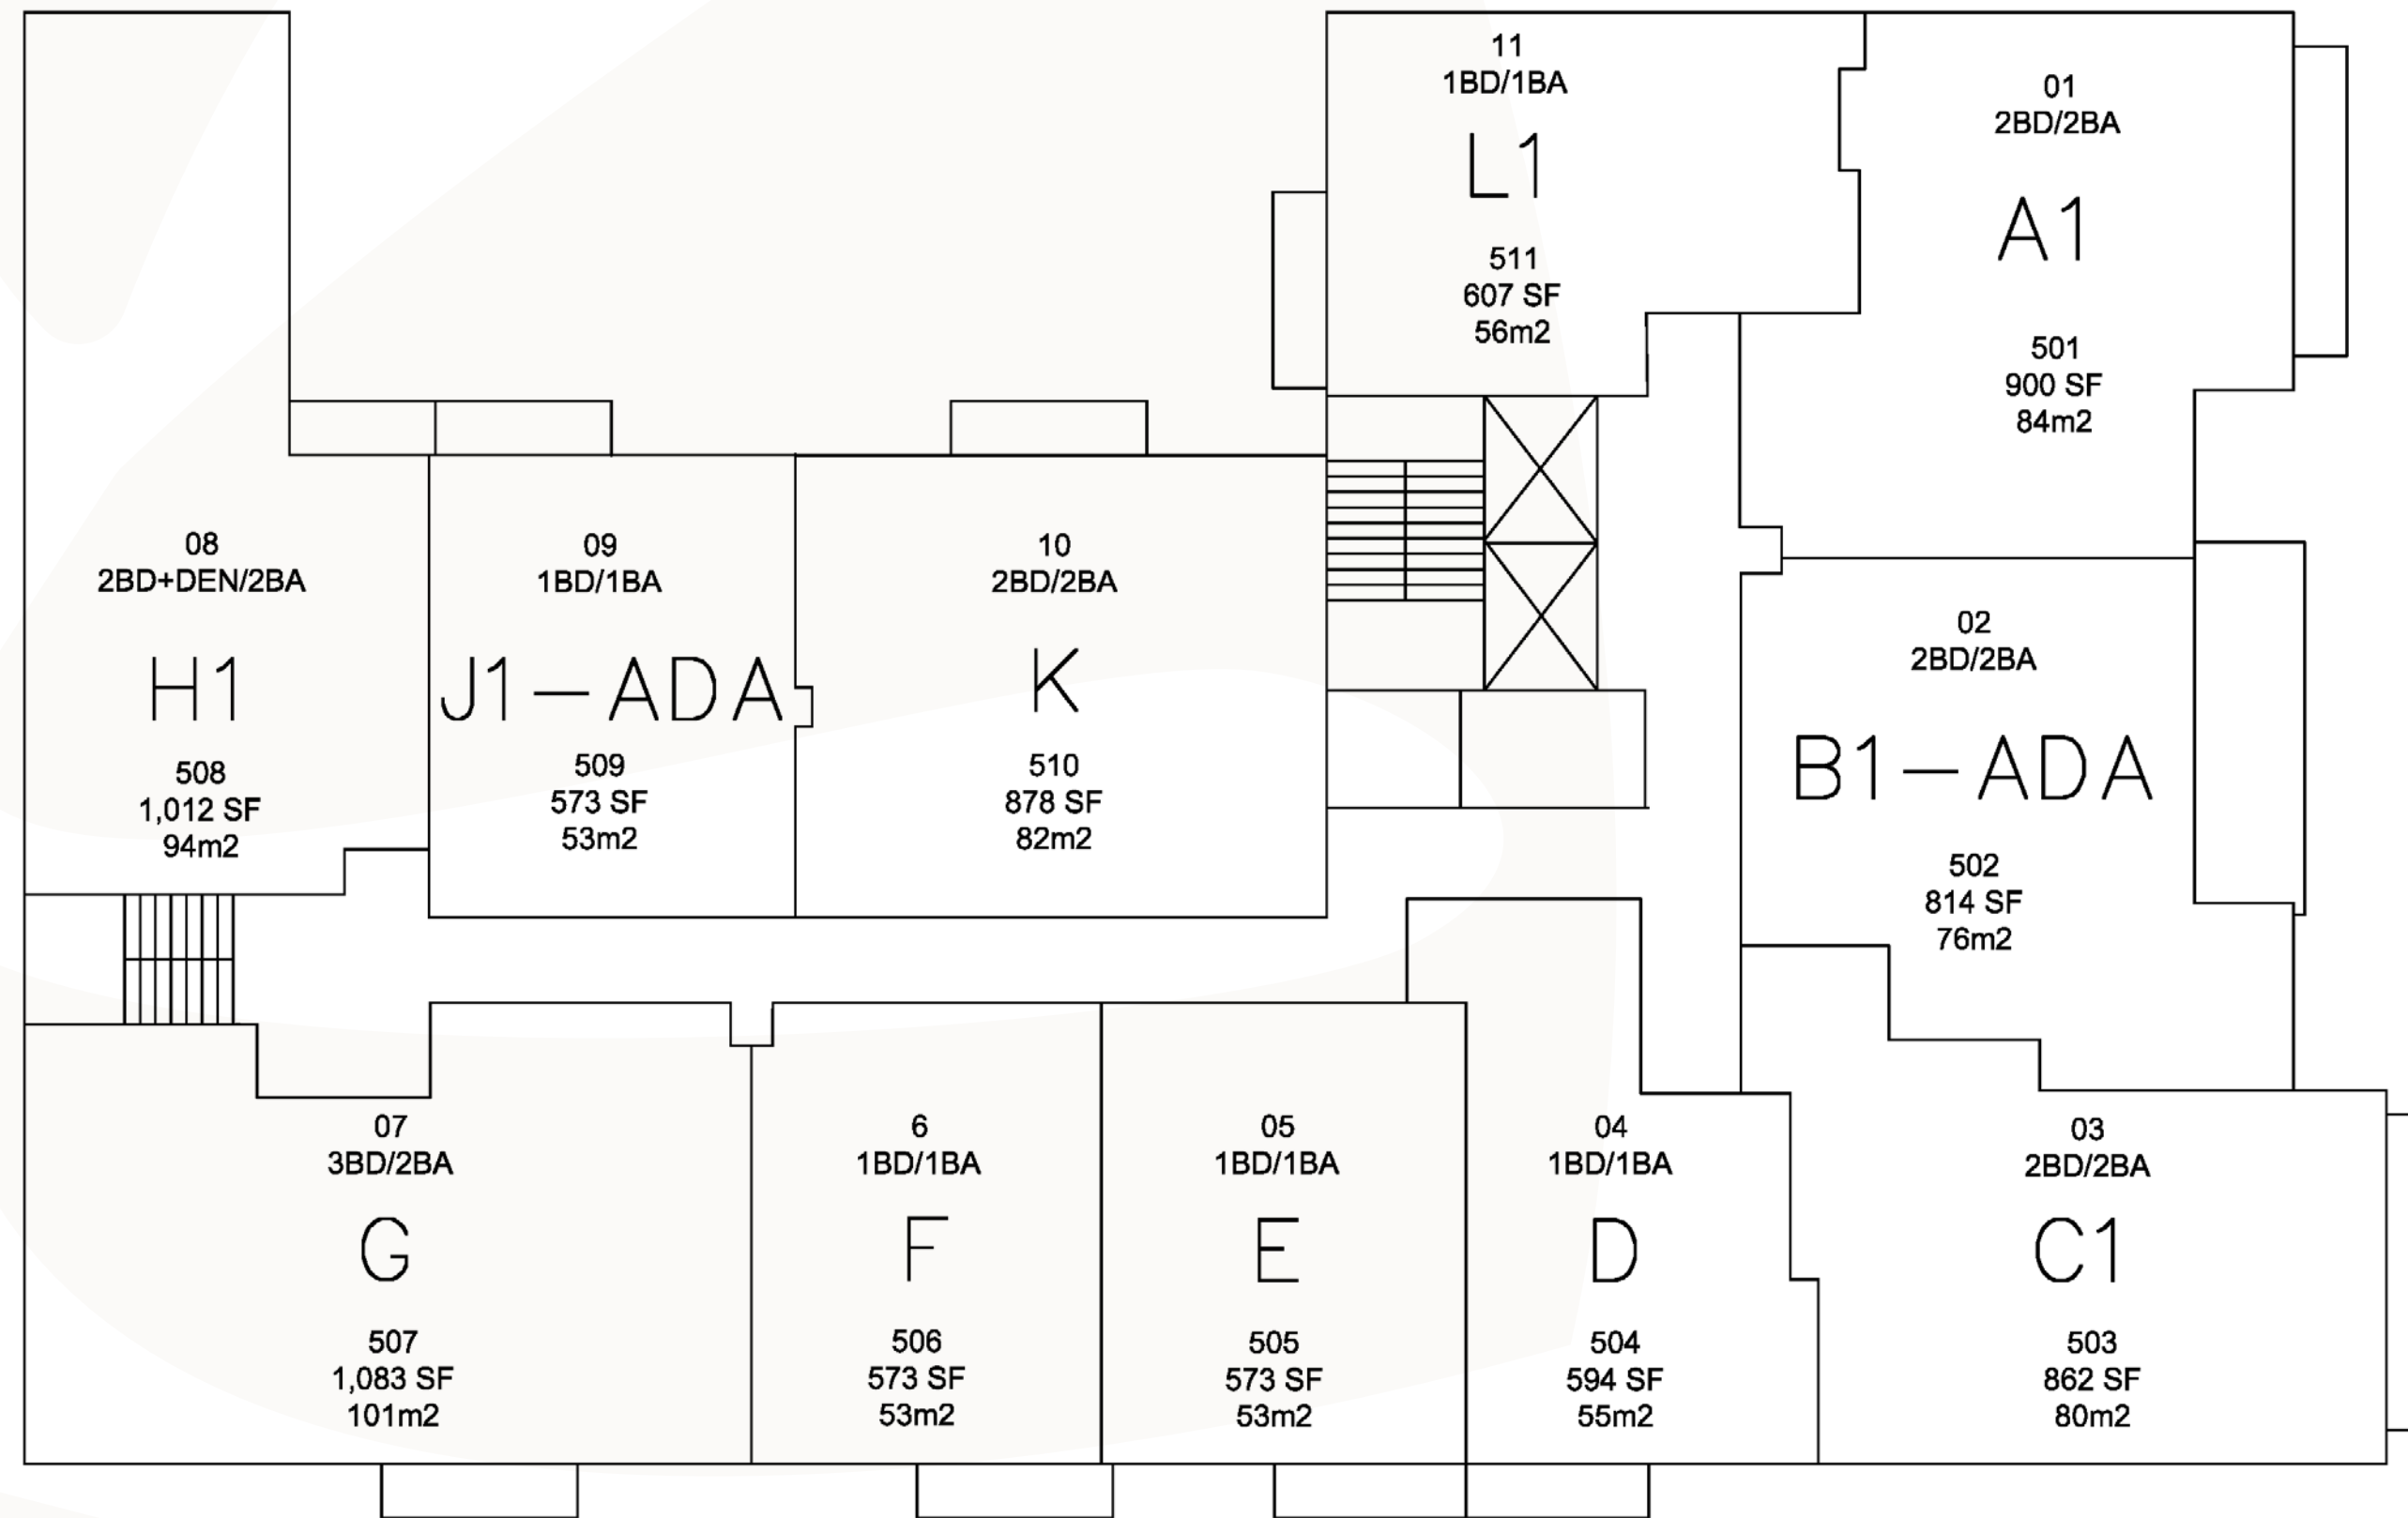 11
1BD/1BA
L1
511
607 SF
56m2
01
2BD/2BA
A1
501
900 SF
84m2
08
2BD+DEN/2BA
H1
508
1,012 SF
94m2
09
1BD/1BA
J1-ADA
509
573 SF
53m2
10
2BD/2BA
K
510
878 SF
82m2
02
2BD/2BA
B1-ADA
502
814 SF
76m2
07
3BD/2BA
G
507
1,083 SF
101m2
6
1BD/1BA
F
506
573 SF
53m2
05
1BD/1BA
E
505
573 SF
53m2
04
1BD/1BA
D
504
594 SF
55m2
03
2BD/2BA
C1
503
862 SF
80m2